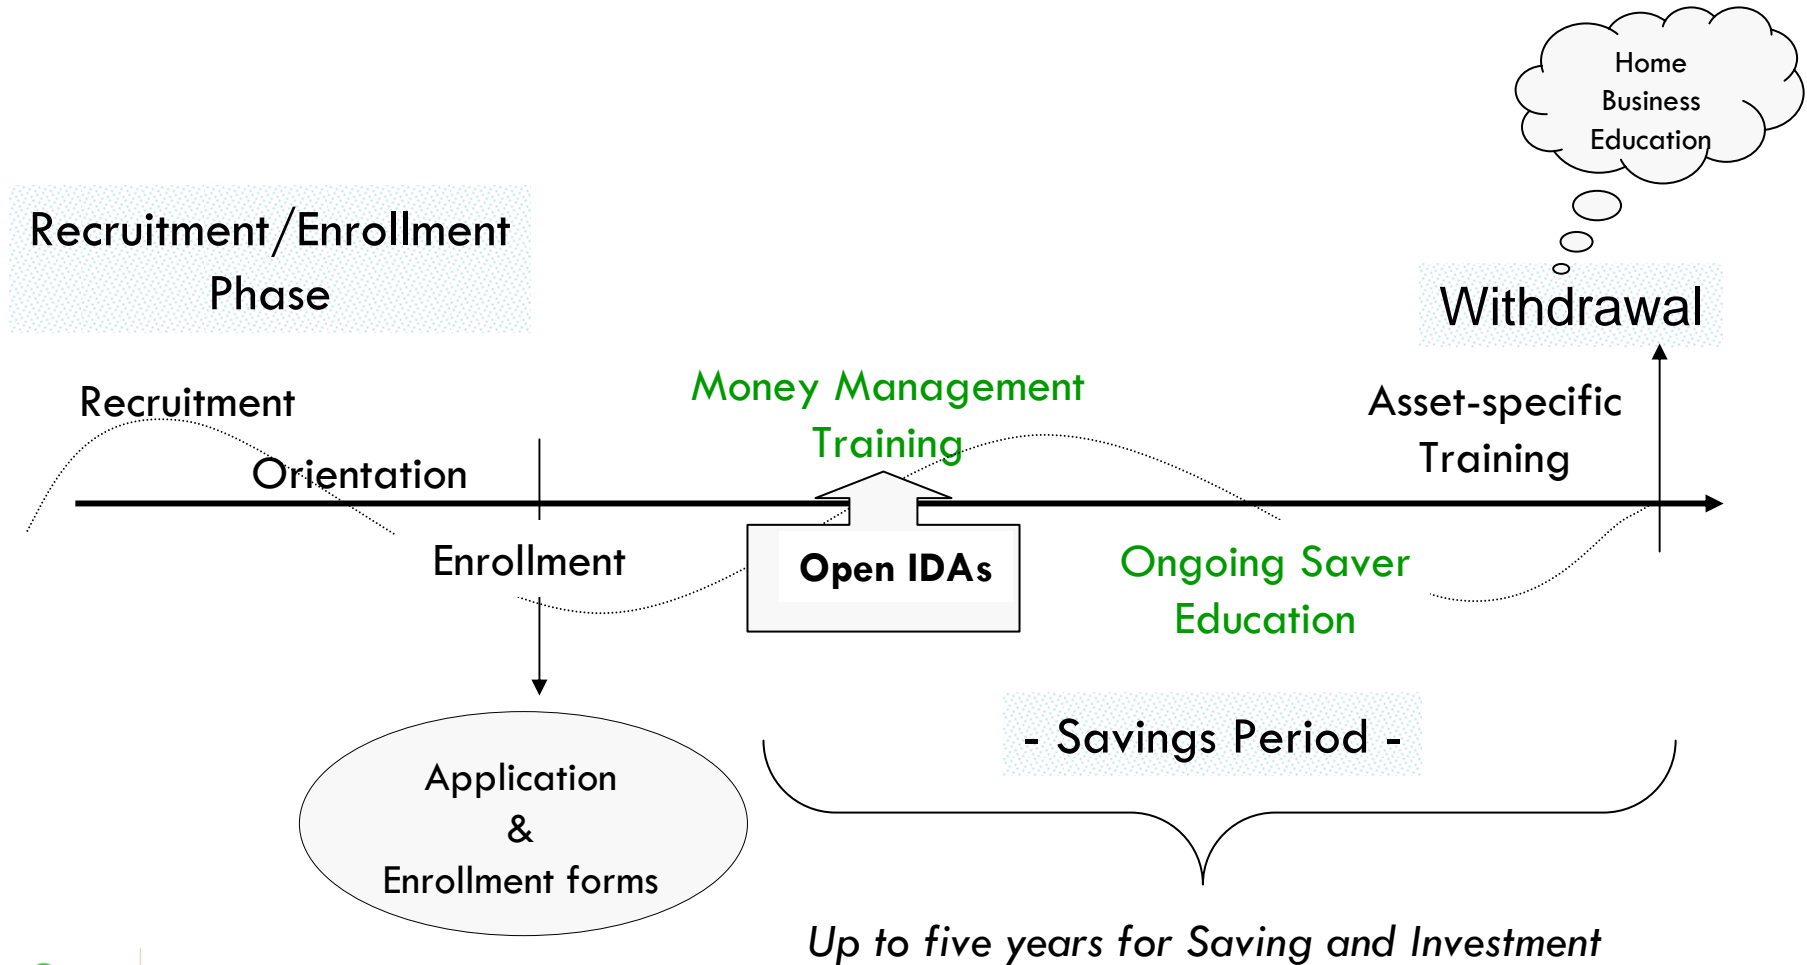 Home
Business
Education
Recruitment/Enrollment
Phase
Withdrawal
Recruitment
Orientation
Money Management
Training
Asset-specific
Training
Enrollment
Open IDAs
Ongoing Saver
Education
- Savings Period -
Application
&
Enrollment forms
Up to five years for Saving and Investment